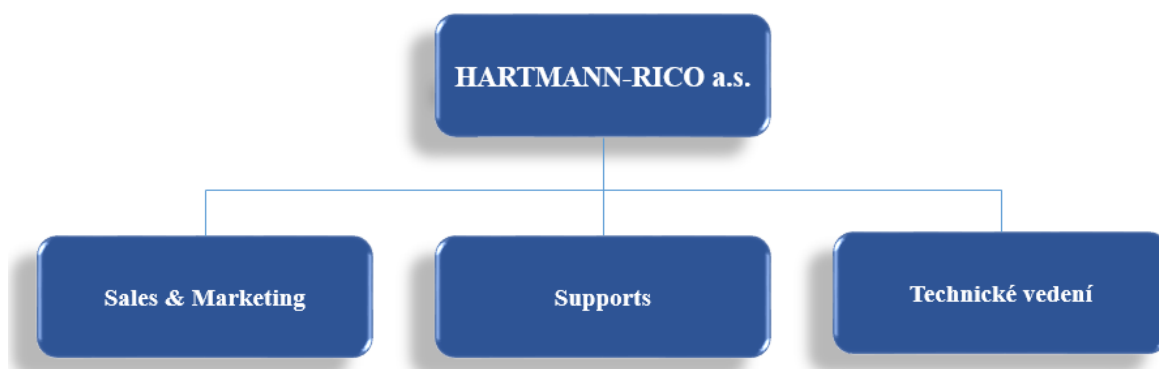 HARTMANN-RICO a.s.
Sales & Marketing
Supports
Technické vedení